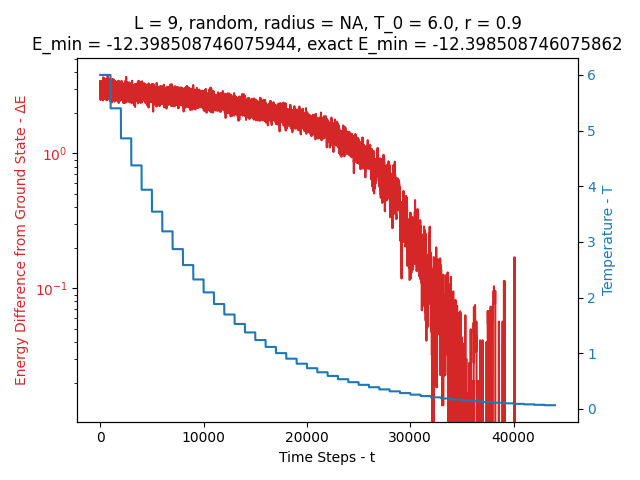 L = 9, random, radius = NA, T_0 = 6.0, r = 0.9
E_min = -12.398508746075944, exact E_min = -12.398508746075862
Energy Difference from Ground State - ΔE
10⁰
10⁻¹
6
5
4
3
2
1
0
Temperature - T
0
10000
20000
30000
40000
Time Steps - t